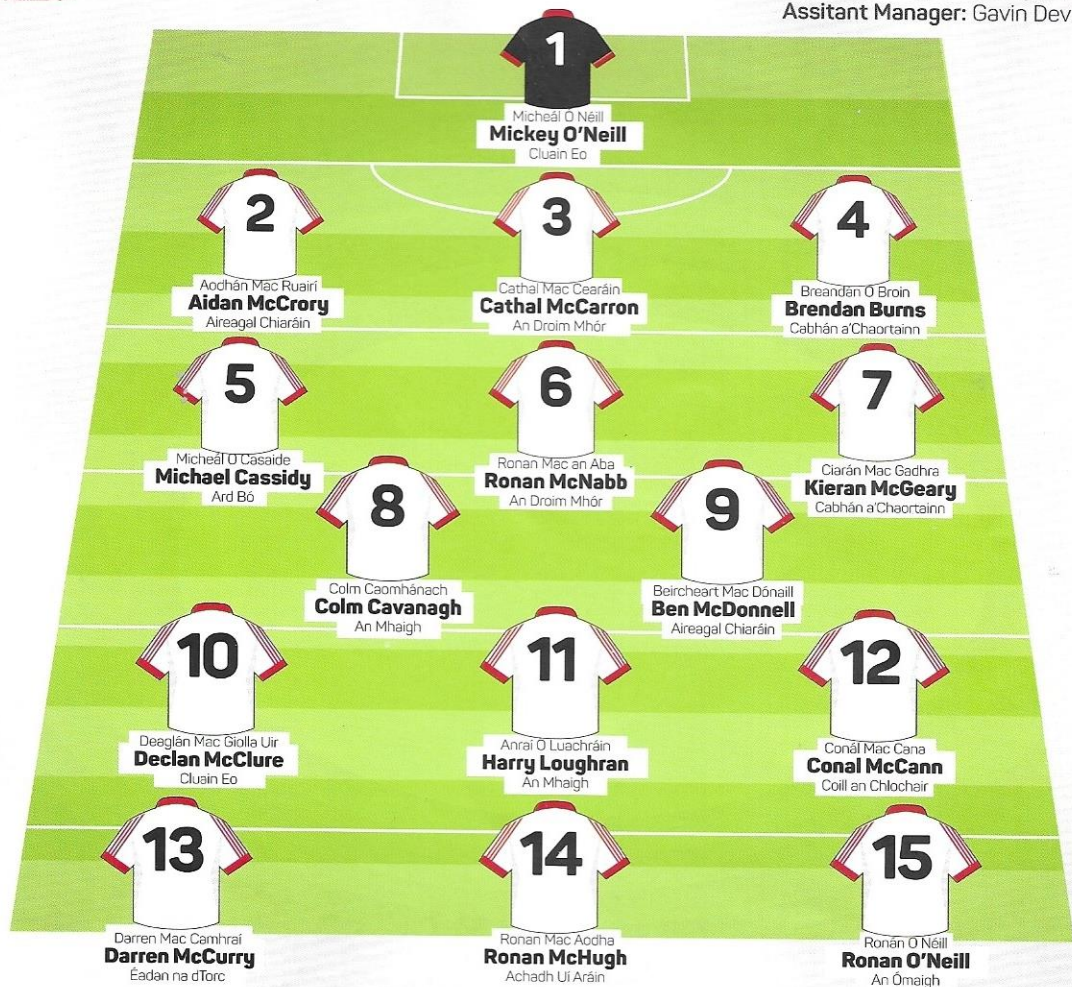 Assitant Manager: Gavin Dev
1
Micheál O Néill
Mickey O'Neill
Cluain Eo
2
Aodhán Mac Ruairí
Aidan McCrory
Aireagal Chiaráin
3
Cathal Mac Cearáin
Cathal McCarron
An Droim Mhór
4
Breandán O Broin
Brendan Burns
Cabhán a'Chaortainn
5
Micheál O Casaide
Michael Cassidy
Ard Bó
6
Ronan Mac an Aba
Ronan McNabb
An Droim Mhór
7
Ciarán Mac Gadhra
Kieran McGeary
Cabhán a'Chaortainn
8
Colm Caomhánach
Colm Cavanagh
An Mhaigh
9
Beircheart Mac Dónaill
Ben McDonnell
Aireagal Chiaráin
10
Deaglán Mac Giolla Uir
Declan McClure
Cluain Eo
11
Anraí O Luachráin
Harry Loughran
An Mhaigh
12
Conál Mac Cana
Conal McCann
Coill an Chlochair
13
Darren Mac Camhraí
Darren McCurry
Éadan na dTorc
14
Ronan Mac Aodha
Ronan McHugh
Achadh Uí Aráin
15
Ronán O Néill
Ronan O'Neill
An Ómaigh